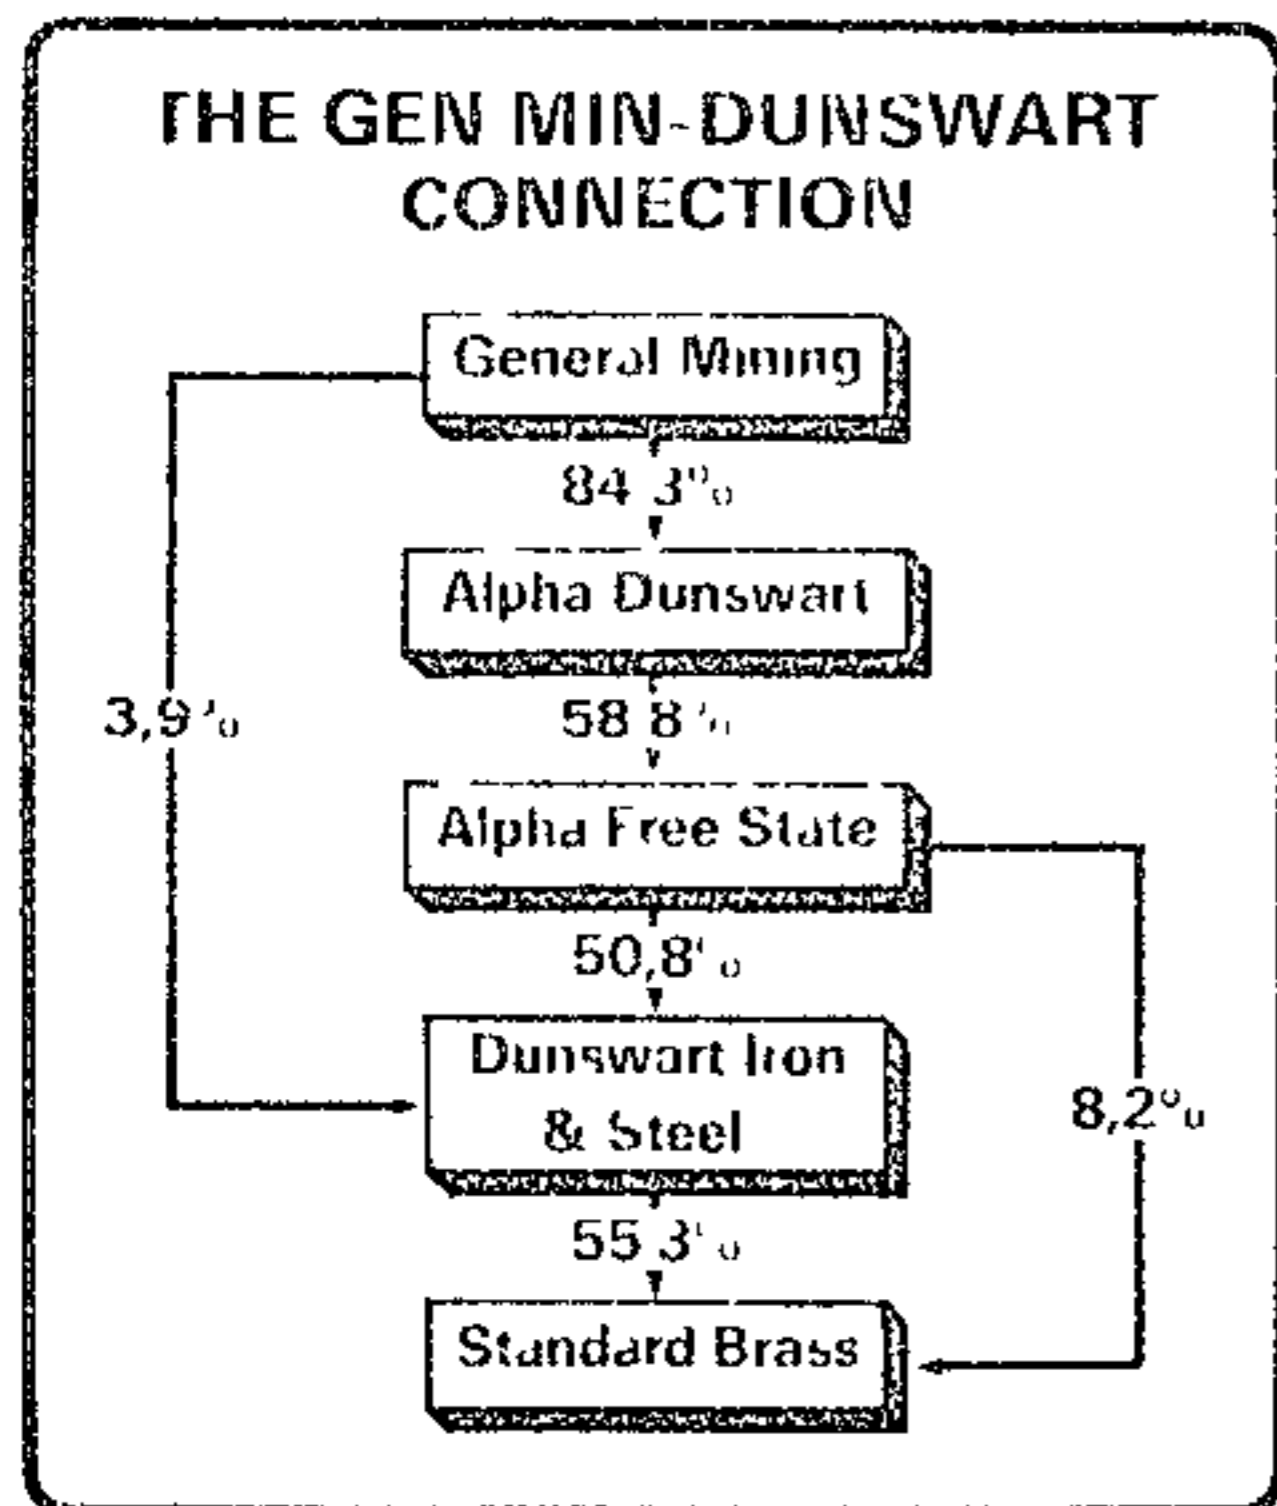 THE GEN MIN-DUNSWART
CONNECTION
General Mining
84 3%
Alpha Dunswart
3,9%
58 8%
Alpha Free State
50,8%
Dunswart Iron
& Steel
8,2%
55 3%
Standard Brass